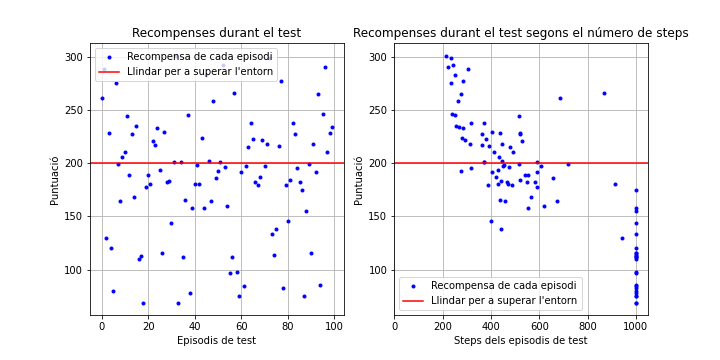 Recompenses durant el test
Recompensa de cada episodi
Llindar per a superar l'entorn
300
250
200
150
100
Puntuació
0
20
40
60
80
100
Episodis de test
Recompenses durant el test segons el número de steps
300
250
200
150
100
Puntuació
Recompensa de cada episodi
Llindar per a superar l'entorn
0
200
400
600
800
1000
Steps dels episodis de test